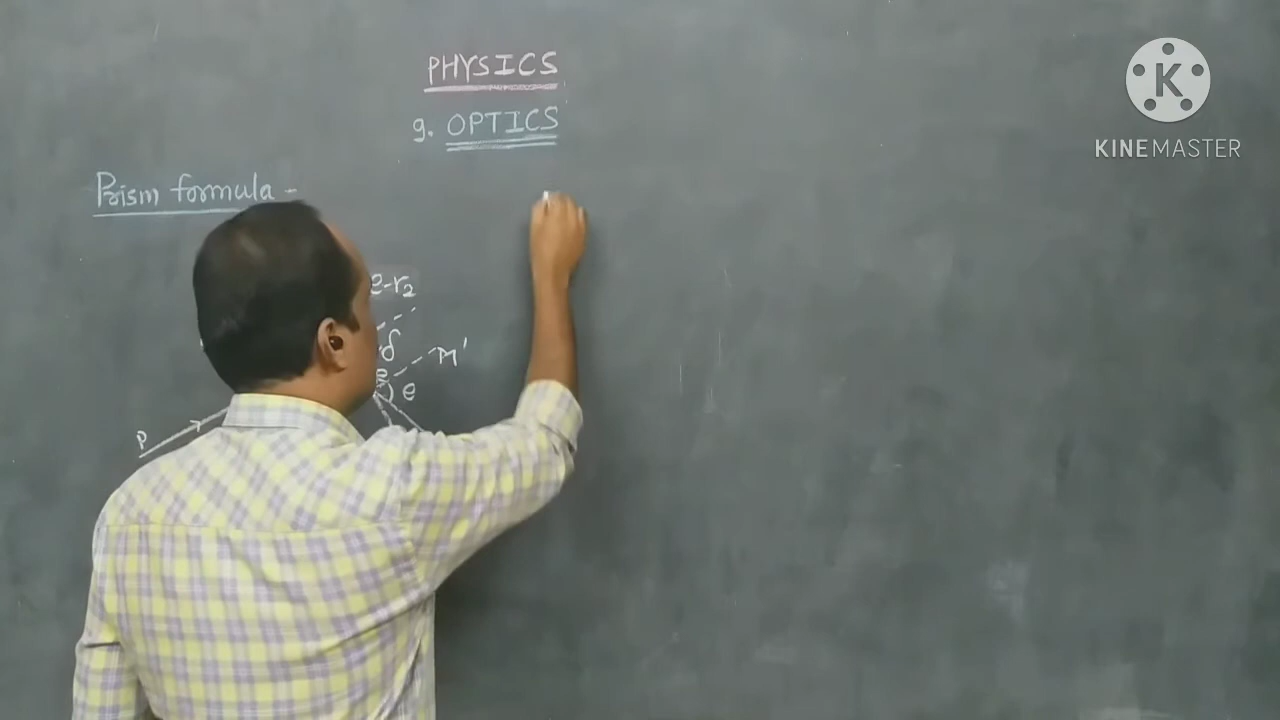 PHYSICS
9. OPTICS
Prism formula -
e-r₂
δ
M'
e
P
K
KINEMASTER